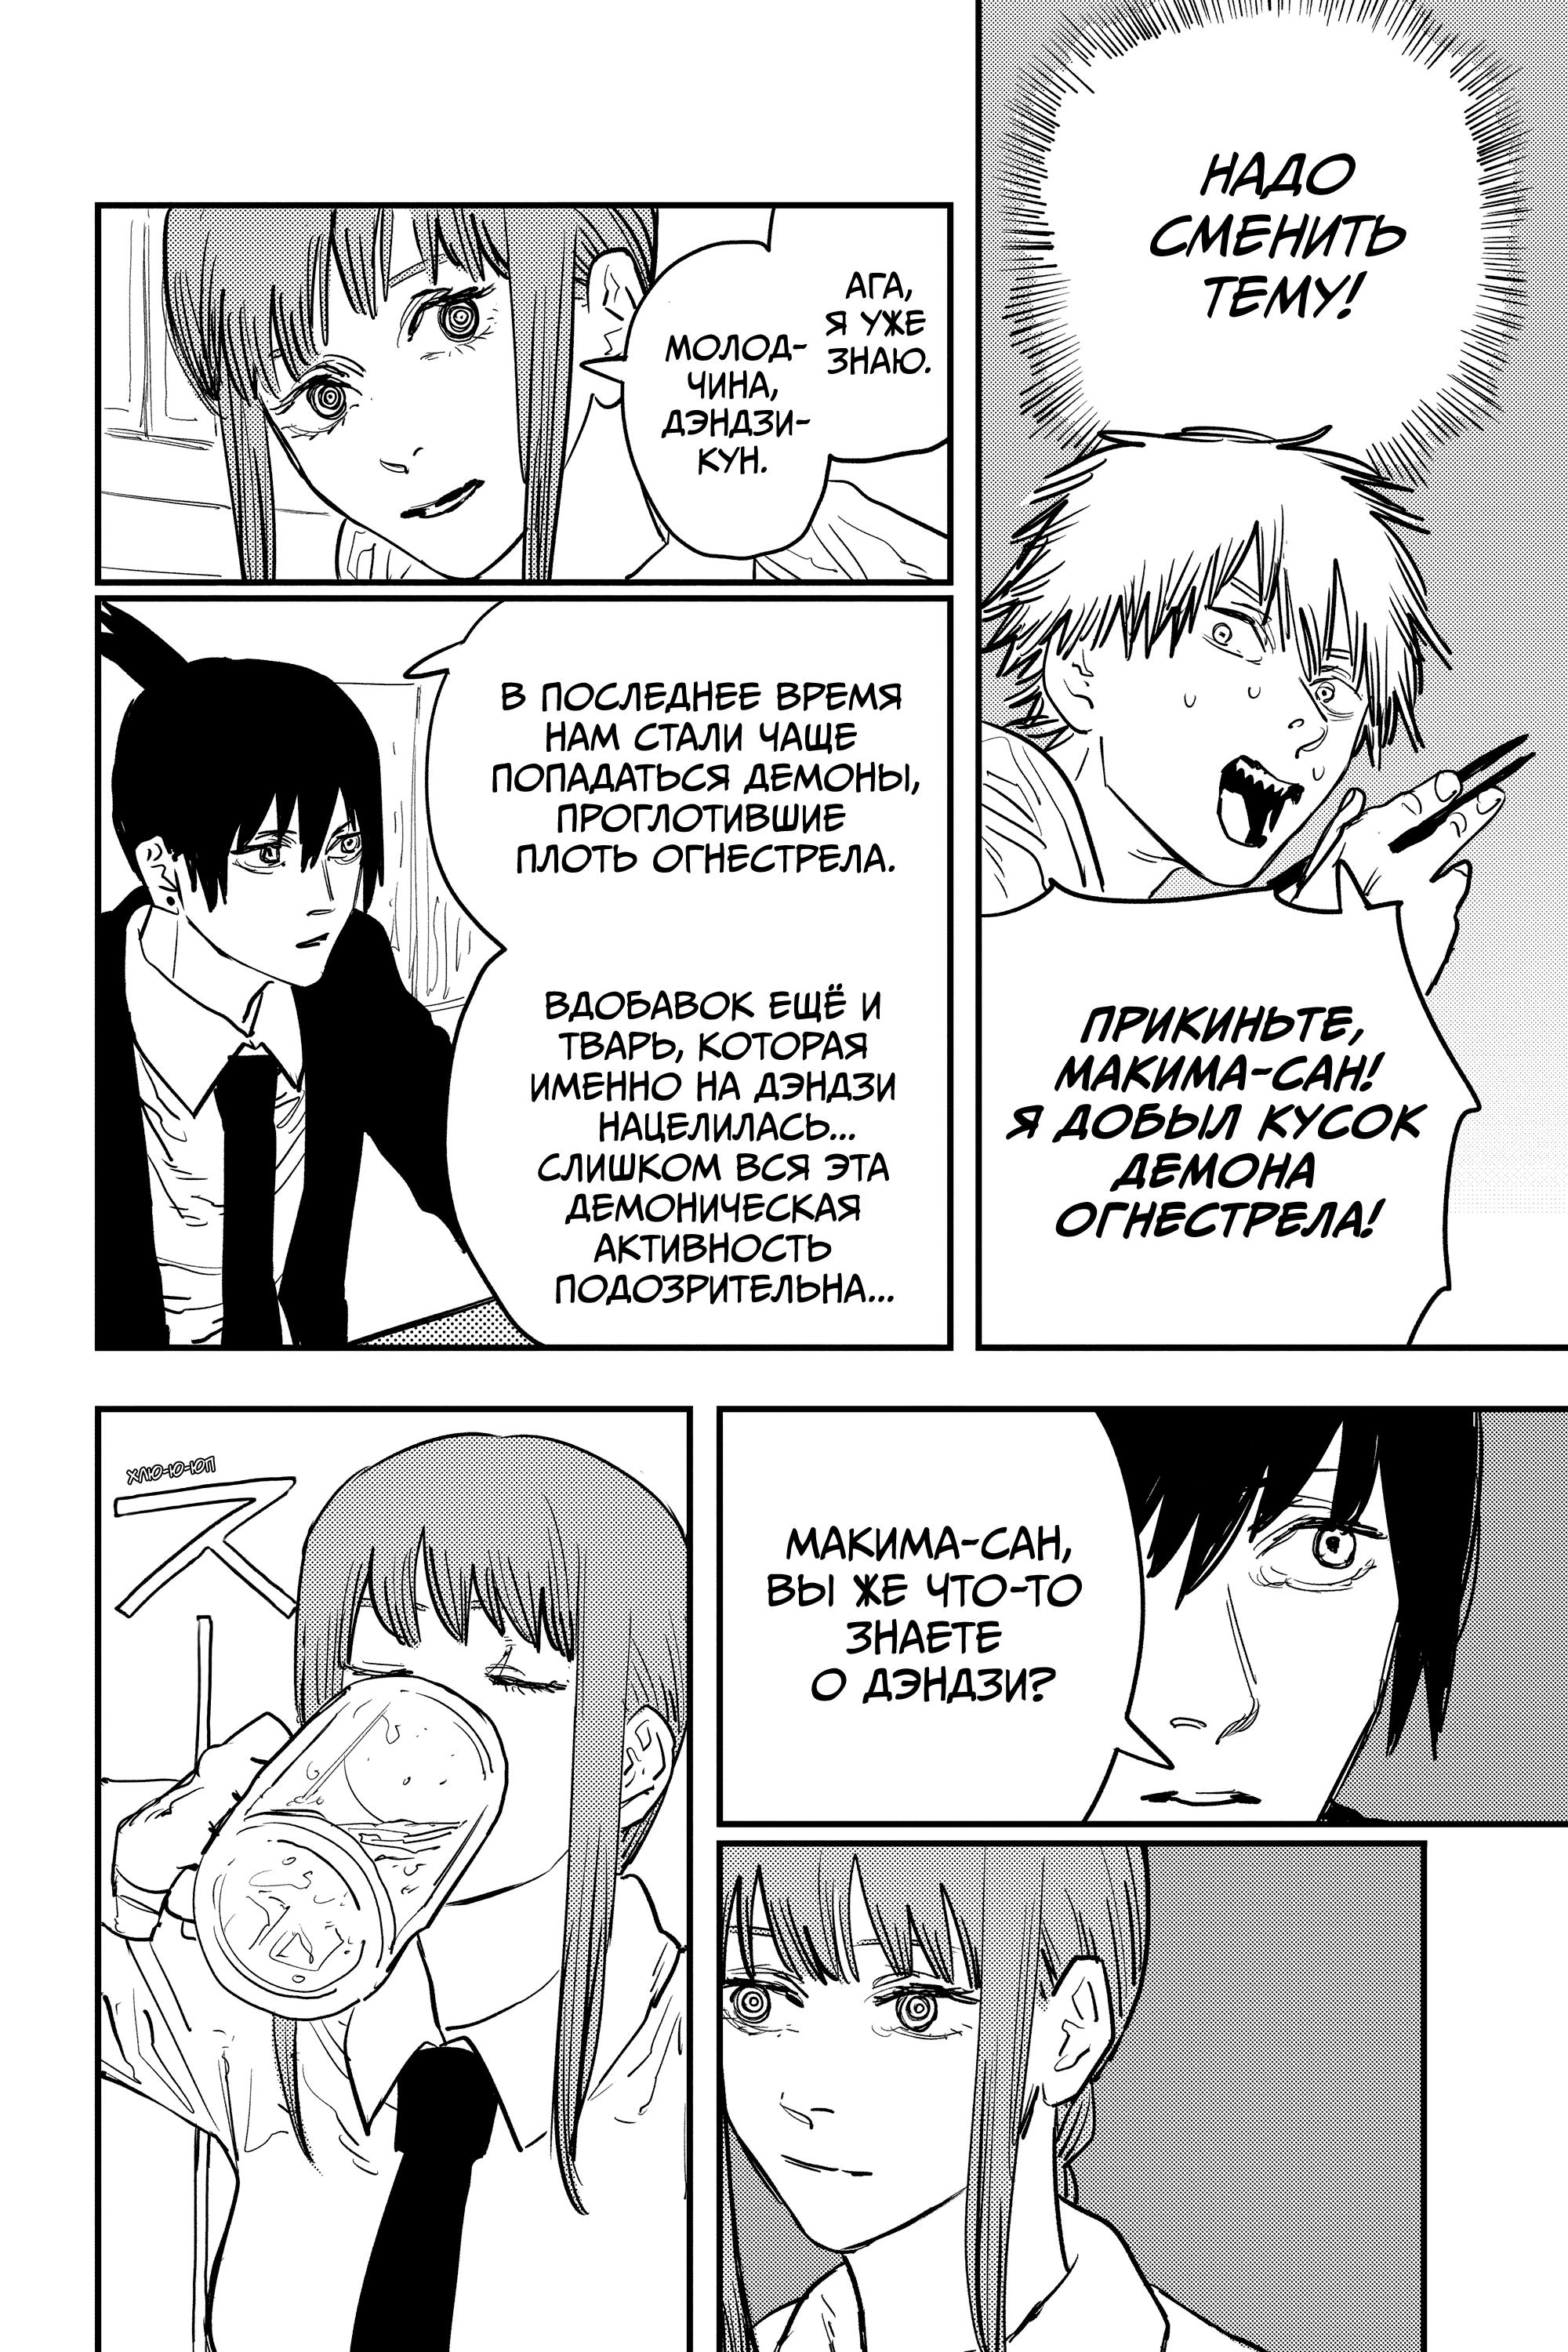 НАДО
СМЕНИТЬ
ТЕМУ!
ПРИКИНЬТЕ,
МАКИМА-САН!
Я ДОБЫЛ КУСОК
ДЕМОНА
ОГНЕСТРЕЛА!
АГА,
Я УЖЕ
ЗНАЮ.
МОЛОД-
ЧИНА,
ДЭНДЗИ-
КУН.
В ПОСЛЕДНЕЕ ВРЕМЯ
НАМ СТАЛИ ЧАЩЕ
ПОПАДАТЬСЯ ДЕМОНЫ,
ПРОГЛОТИВШИЕ
ПЛОТЬ ОГНЕСТРЕЛА.
ВДОБАВОК ЕЩЁ И
ТВАРЬ, КОТОРАЯ
ИМЕННО НА ДЭНДЗИ
НАЦЕЛИЛАСЬ...
СЛИШКОМ ВСЯ ЭТА
ДЕМОНИЧЕСКАЯ
АКТИВНОСТЬ
ПОДОЗРИТЕЛЬНА...
МАКИМА-САН,
ВЫ ЖЕ ЧТО-ТО
ЗНАЕТЕ
О ДЭНДЗИ?
ХЛЮ-Ю-ЮП
ス